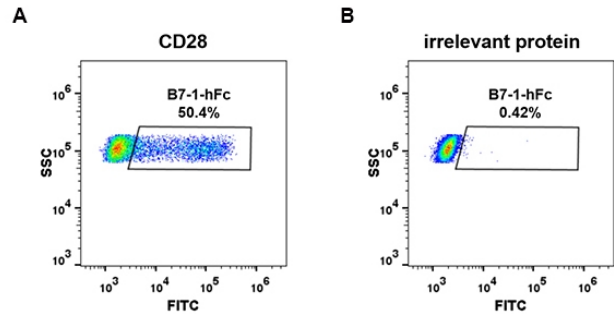 A
CD28
B7-1-hFc
50.4%
SSC
10⁶
10⁵
10⁴
10³
10³ 10⁴ 10⁵ 10⁶
FITC
B
irrelevant protein
B7-1-hFc
0.42%
SSC
10⁶
10⁵
10⁴
10³
10³ 10⁴ 10⁵ 10⁶
FITC